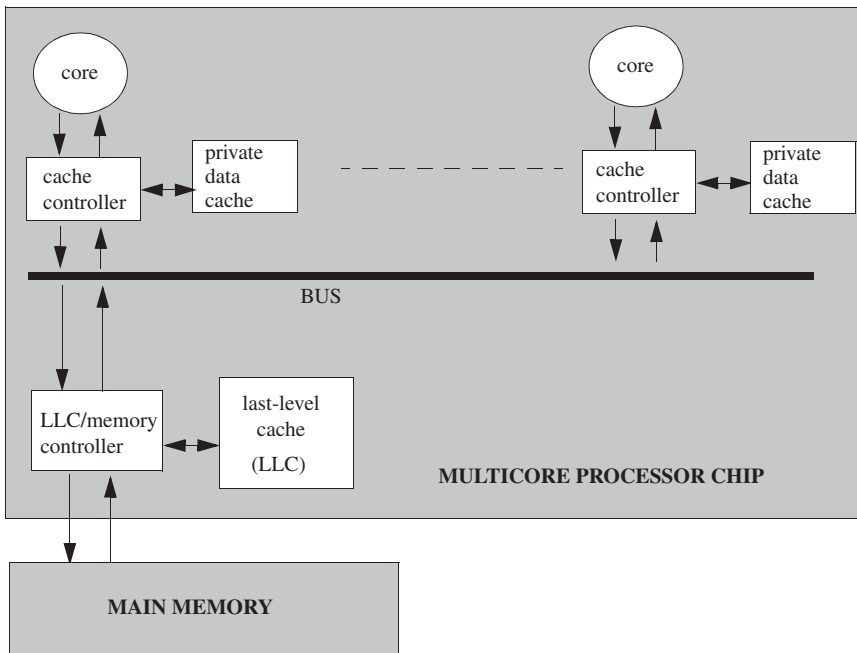 core
core
cache
controller
private
data
cache
cache
controller
private
data
cache
BUS
LLC/memory
controller
last-level
cache
(LLC)
MULTICORE PROCESSOR CHIP
MAIN MEMORY